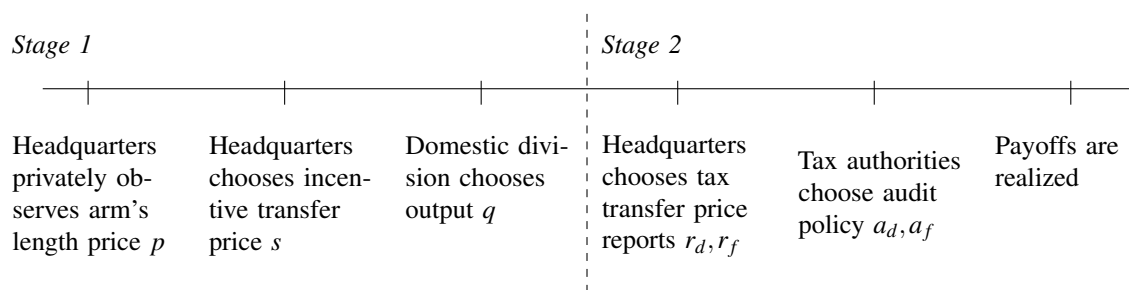 Stage 1
Stage 2
Headquarters
privately ob-
serves arm's
length price p
Headquarters
chooses incen-
tive transfer
price s
Domestic divi-
sion chooses
output q
Headquarters
chooses tax
transfer price
reports r_d, r_f
Tax authorities
choose audit
policy a_d, a_f
Payoffs are
realized